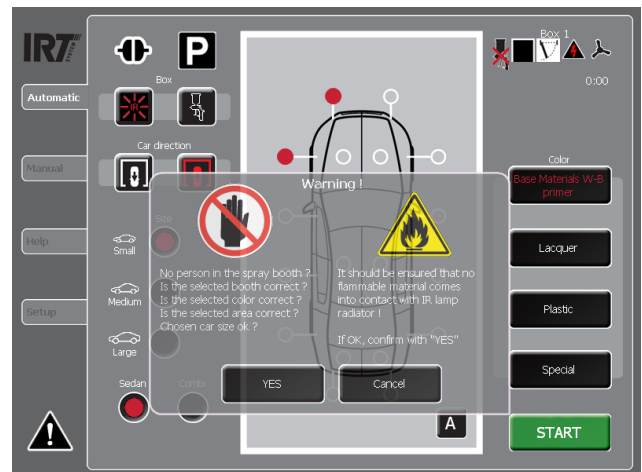 IRT
SYSTEM
P
Box 1
0:00
Automatic
Manual
Help
Setup
Box
IR
Car direction
Size
Small
Medium
Large
Sedan
Combi
Warning !
No person in the spray booth ?
Is the selected booth correct ?
Is the selected color correct ?
Is the selected area correct ?
Chosen car size ok ?
It should be ensured that no
flammable material comes
into contact with IR lamp
radiator !
If OK, confirm with "YES"
YES
Cancel
A
Color
Base Materials W-B
primer
Lacquer
Plastic
Special
START